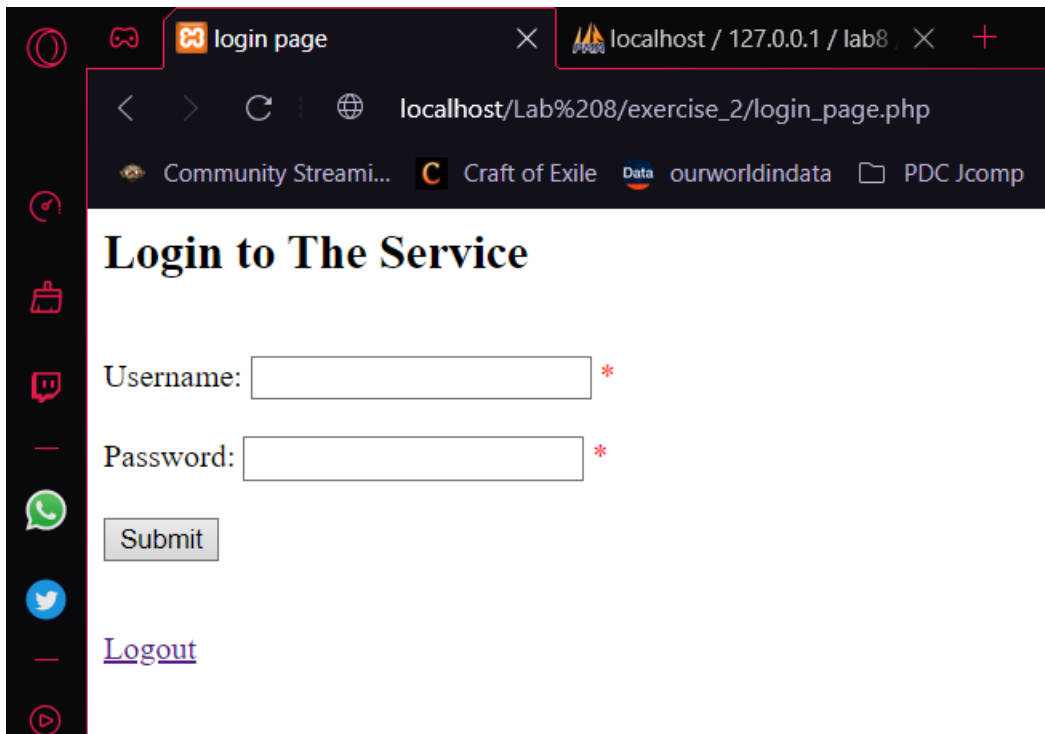 login page
localhost / 127.0.0.1 / lab8 /
localhost/Lab%208/exercise_2/login_page.php
Community Streami... C Craft of Exile Data ourworldindata PDC Jcomp
Login to The Service
Username: *
Password: *
Submit
Logout